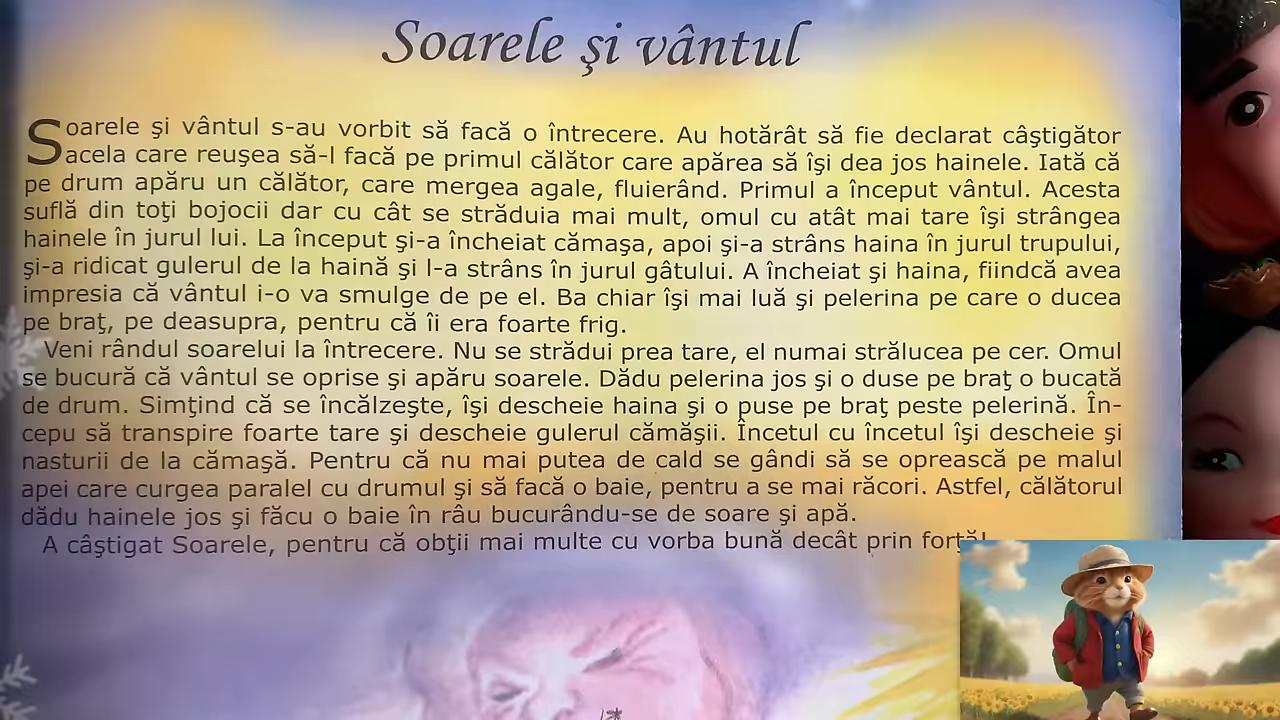 Soarele şi vântul
Soarele şi vântul s-au vorbit să facă o întrecere. Au hotărât să fie declarat câştigător
acela care reuşea să-l facă pe primul călător care apărea să îşi dea jos hainele. Iată că
pe drum apăru un călător, care mergea agale, fluierând. Primul a început vântul. Acesta
suflă din toţi bojocii dar cu cât se străduia mai mult, omul cu atât mai tare îşi strângea
hainele în jurul lui. La început şi-a încheiat cămaşa, apoi şi-a strâns haina în jurul trupului,
şi-a ridicat gulerul de la haină şi l-a strâns în jurul gâtului. A încheiat şi haina, fiindcă avea
impresia că vântul i-o va smulge de pe el. Ba chiar îşi mai luă şi pelerina pe care o ducea
pe braţ, pe deasupra, pentru că îi era foarte frig.
Veni rândul soarelui la întrecere. Nu se strădui prea tare, el numai strălucea pe cer. Omul
se bucură că vântul se oprise şi apăru soarele. Dădu pelerina jos şi o duse pe braţ o bucată
de drum. Simţind că se încălzeşte, îşi descheie haina şi o puse pe braţ peste pelerină. În-
cepu să transpire foarte tare şi descheie gulerul cămăşii. Încetul cu încetul îşi descheie şi
nasturii de la cămaşă. Pentru că nu mai putea de cald se gândi să se oprească pe malul
apei care curgea paralel cu drumul şi să facă o baie, pentru a se mai răcori. Astfel, călătorul
dădu hainele jos şi făcu o baie în râu bucurându-se de soare şi apă.
A câştigat Soarele, pentru că obţii mai multe cu vorba bună decât prin forţă!